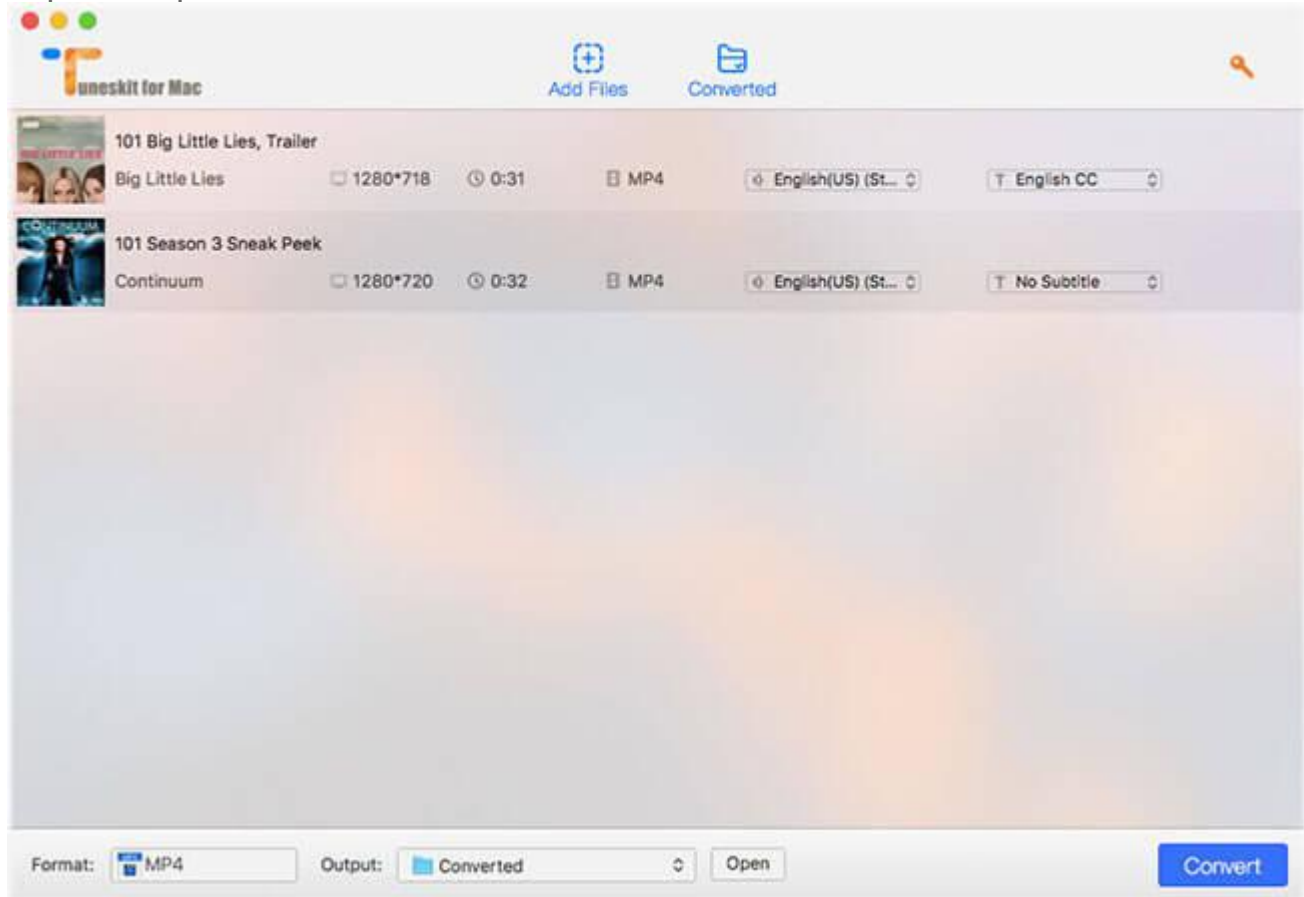 Tuneskit for Mac
Add Files
Converted
101 Big Little Lies, Trailer
Big Little Lies 1280*718 0:31 MP4 English(US) (St... T English CC
CONTINUUM
101 Season 3 Sneak Peek
Continuum 1280*720 0:32 MP4 English(US) (St... T No Subtitle
Format: MP4 Output: Converted Open Convert